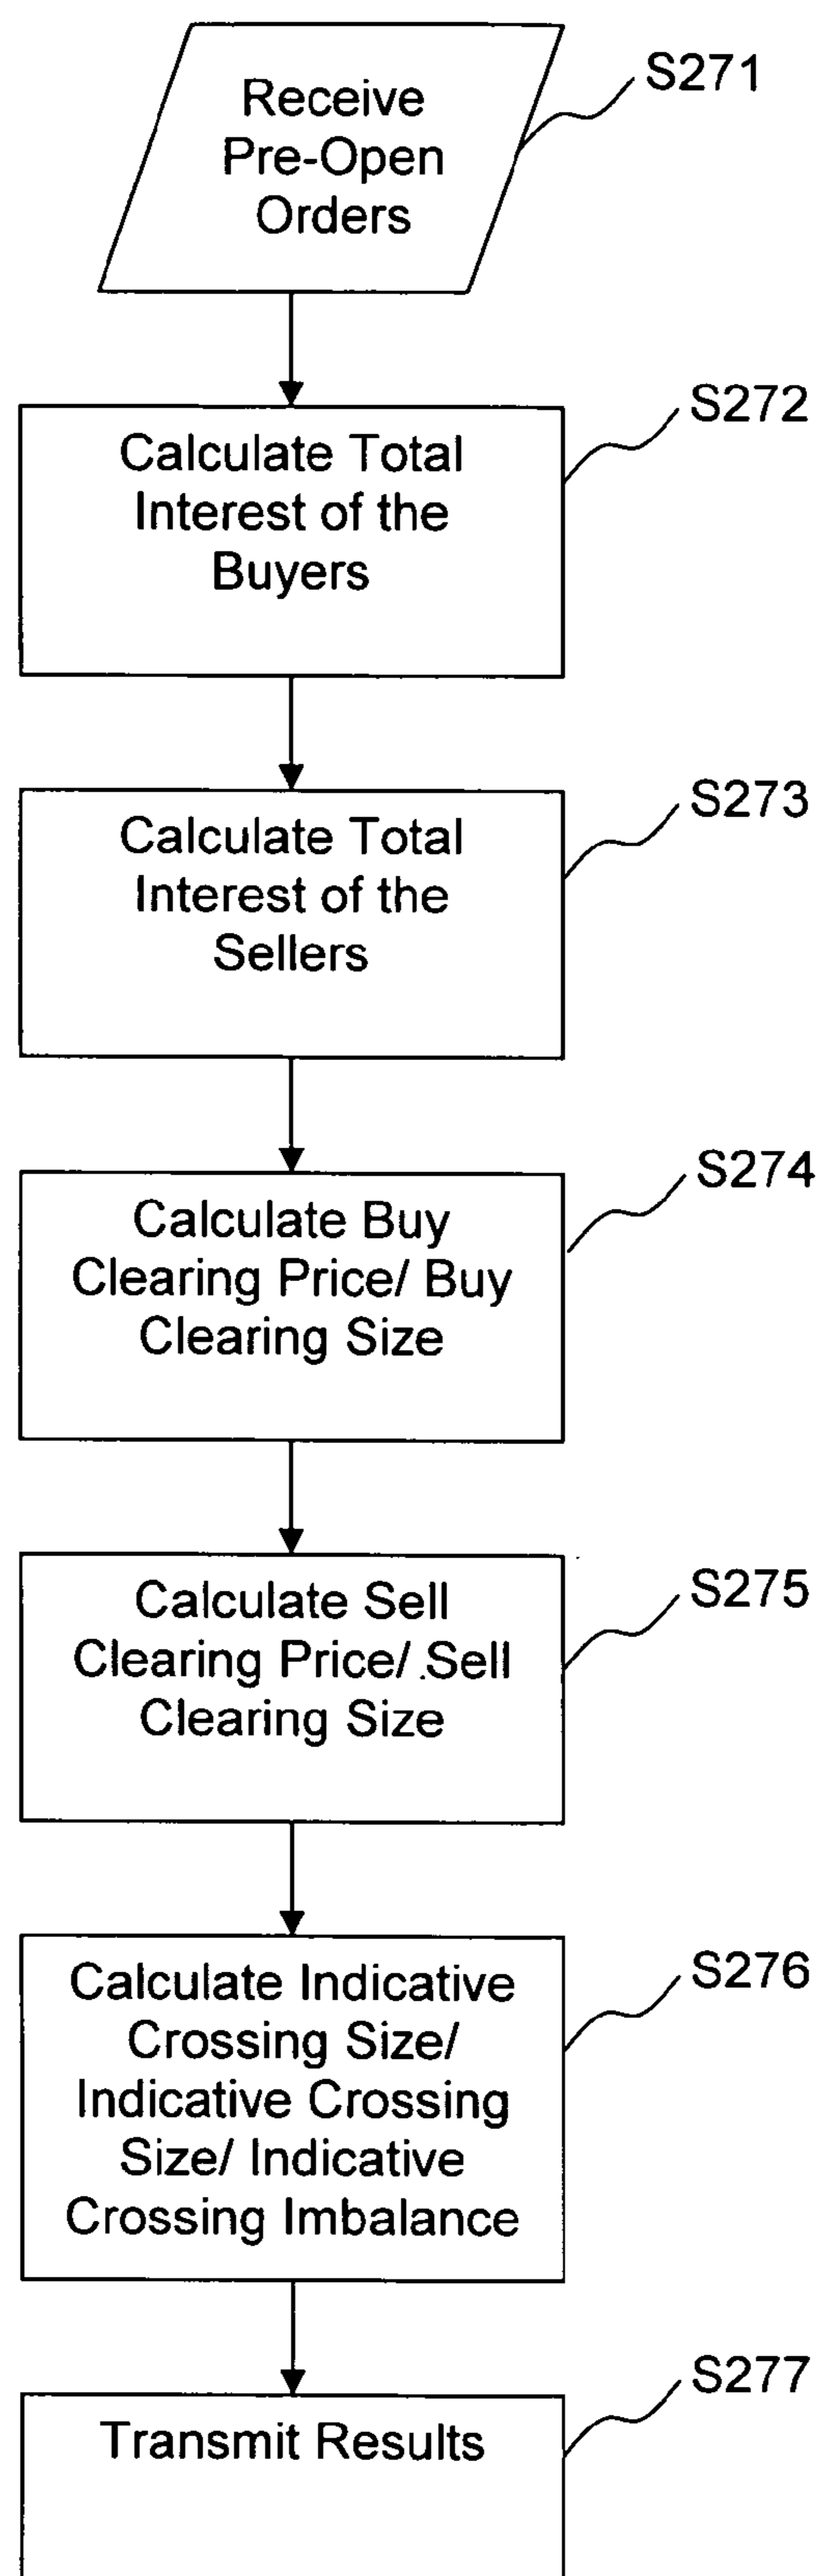 Receive
Pre-Open
Orders
S271
Calculate Total
Interest of the
Buyers
S272
Calculate Total
Interest of the
Sellers
S273
Calculate Buy
Clearing Price/ Buy
Clearing Size
S274
Calculate Sell
Clearing Price/ .Sell
Clearing Size
S275
Calculate Indicative
Crossing Size/
Indicative Crossing
Size/ Indicative
Crossing Imbalance
S276
Transmit Results
S277